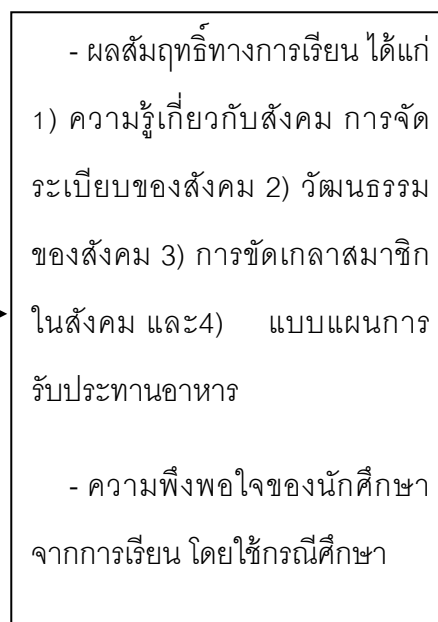 - ผลสัมฤทธิ์ทางการเรียน ได้แก่
1) ความรู้เกี่ยวกับสังคม การจัด
ระเบียบของสังคม 2) วัฒนธรรม
ของสังคม 3) การขัดเกลาสมาชิก
ในสังคม และ4) แบบแผนการ
รับประทานอาหาร
- ความพึงพอใจของนักศึกษา
จากการเรียน โดยใช้กรณีศึกษา